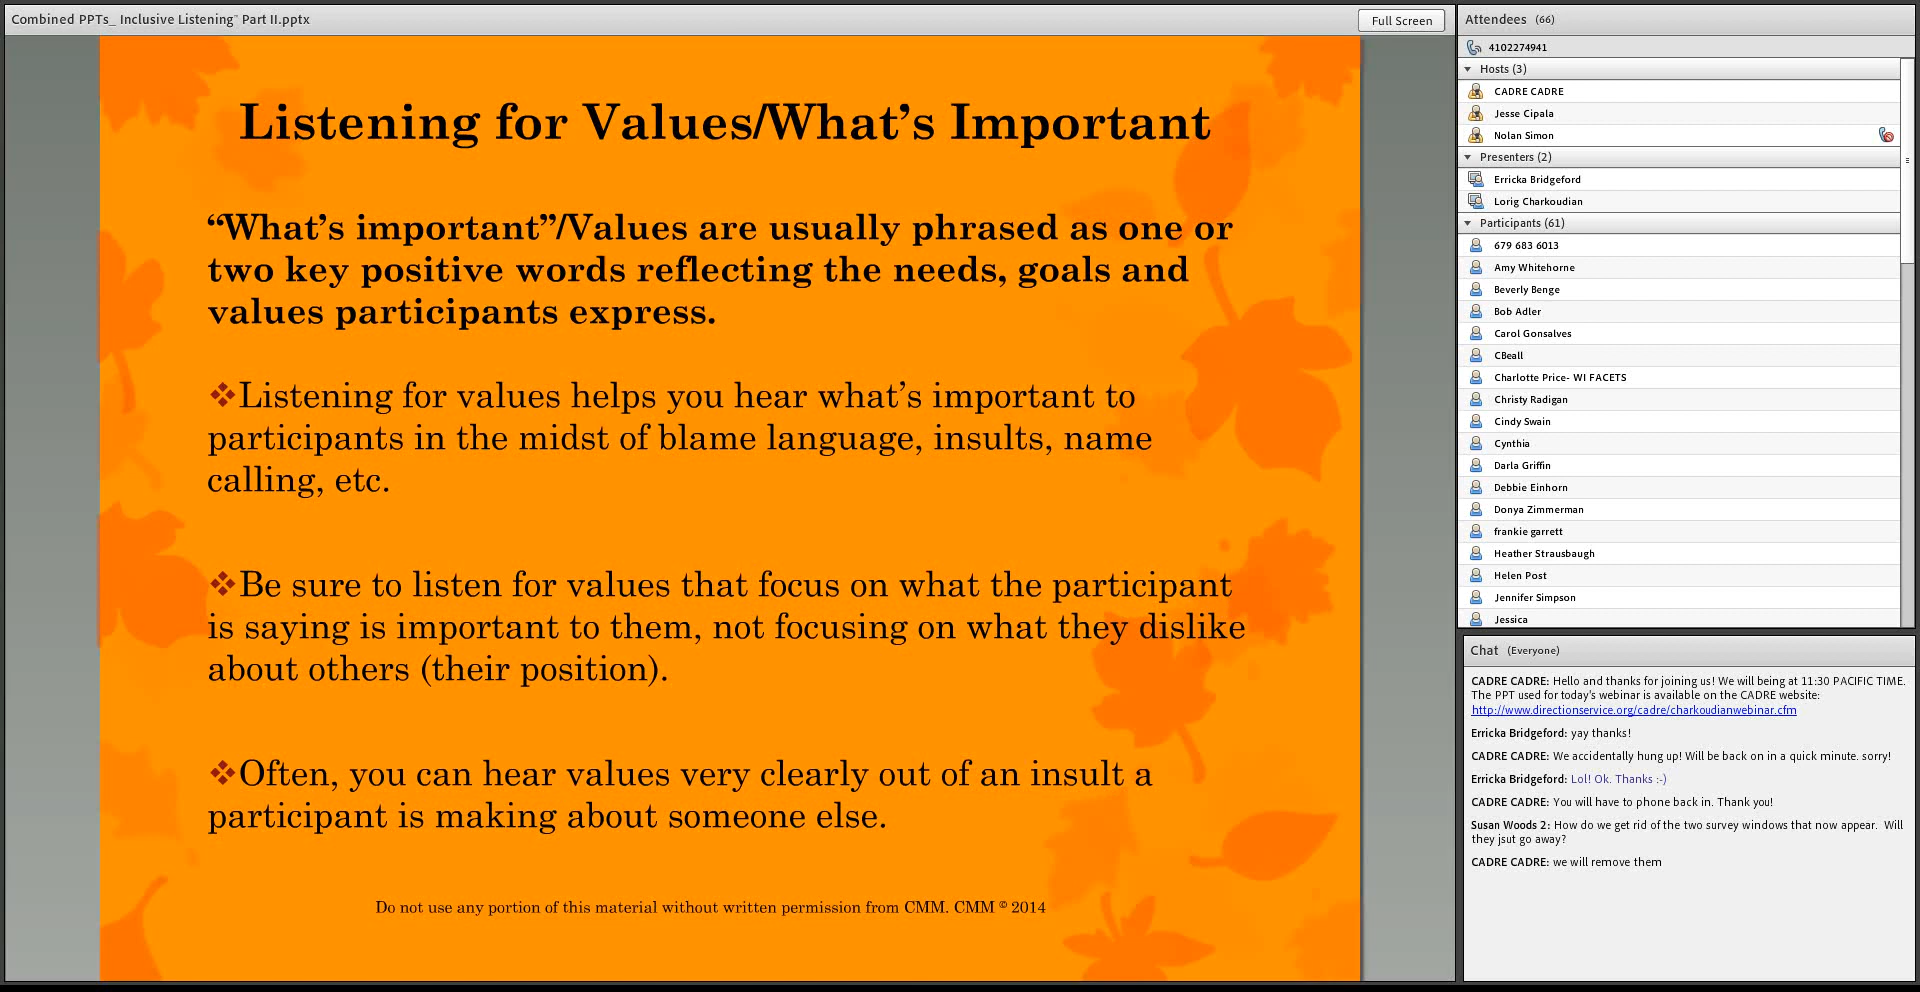 Combined PPTs_ Inclusive Listening™ Part II.pptx
Full Screen
Listening for Values/What's Important
“What's important”/Values are usually phrased as one or
two key positive words reflecting the needs, goals and
values participants express.
❖Listening for values helps you hear what's important to
participants in the midst of blame language, insults, name
calling, etc.
❖Be sure to listen for values that focus on what the participant
is saying is important to them, not focusing on what they dislike
about others (their position).
❖Often, you can hear values very clearly out of an insult a
participant is making about someone else.
Do not use any portion of this material without written permission from CMM. CMM © 2014
Attendees (66)
4102274941
Hosts (3)
CADRE CADRE
Jesse Cipala
Nolan Simon
Presenters (2)
Erricka Bridgeford
Lorig Charkoudian
Participants (61)
679 683 6013
Amy Whitehorne
Beverly Benge
Bob Adler
Carol Gonsalves
CBeall
Charlotte Price- WI FACETS
Christy Radigan
Cindy Swain
Cynthia
Darla Griffin
Debbie Einhorn
Donya Zimmerman
frankie garrett
Heather Strausbaugh
Helen Post
Jennifer Simpson
Jessica
Chat (Everyone)
CADRE CADRE: Hello and thanks for joining us! We will being at 11:30 PACIFIC TIME.
The PPT used for today's webinar is available on the CADRE website:
http://www.directionservice.org/cadre/charkoudianwebinar.cfm
Erricka Bridgeford: yay thanks!
CADRE CADRE: We accidentally hung up! Will be back on in a quick minute. sorry!
Erricka Bridgeford: Lol! Ok. Thanks :-)
CADRE CADRE: You will have to phone back in. Thank you!
Susan Woods 2: How do we get rid of the two survey windows that now appear. Will
they jsut go away?
CADRE CADRE: we will remove them